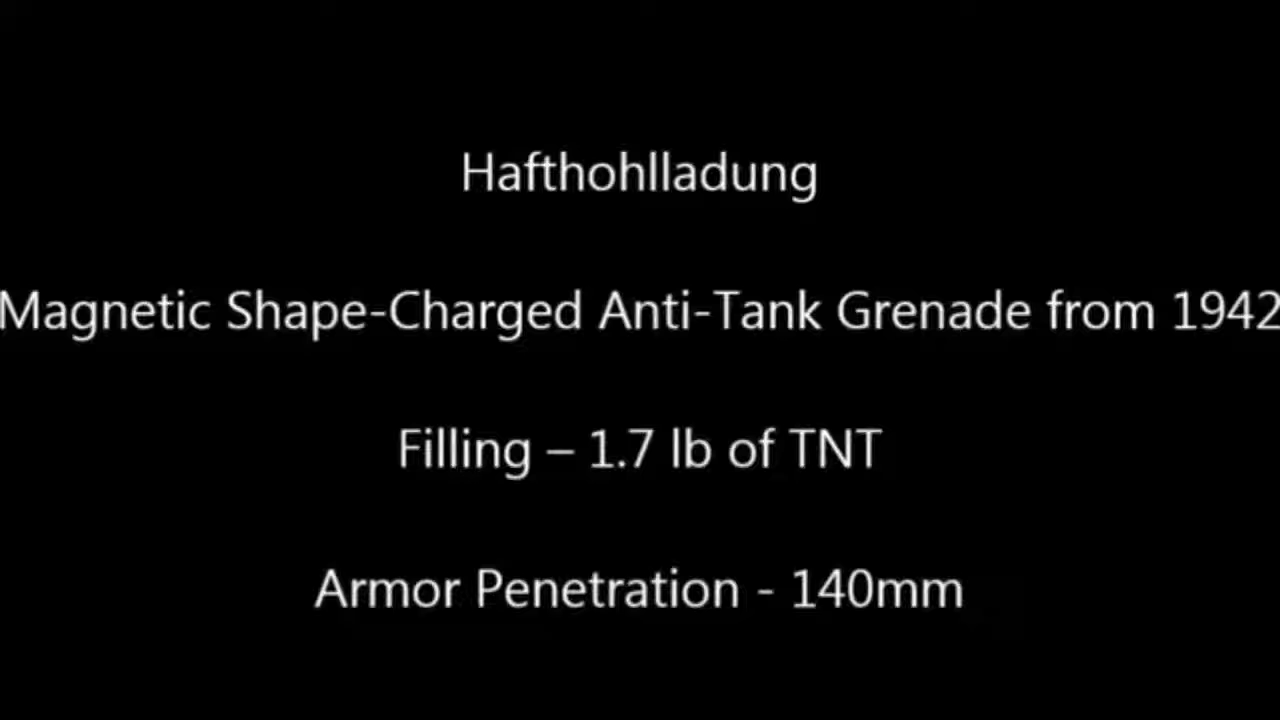 Hafthohlladung
Magnetic Shape-Charged Anti-Tank Grenade from 1942
Filling – 1.7 lb of TNT
Armor Penetration - 140mm